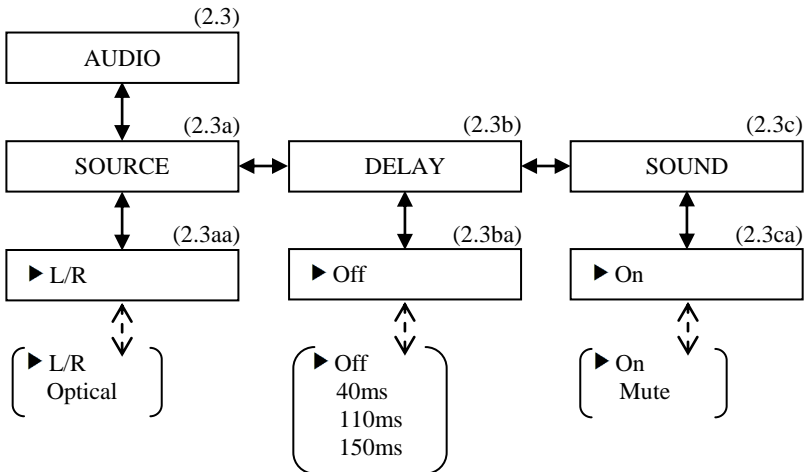 (2.3)
AUDIO
(2.3a) (2.3b) (2.3c)
SOURCE DELAY SOUND
(2.3aa) (2.3ba) (2.3ca)
▶ L/R ▶ Off ▶ On
▶ L/R ▶ Off ▶ On
Optical 40ms Mute
110ms
150ms